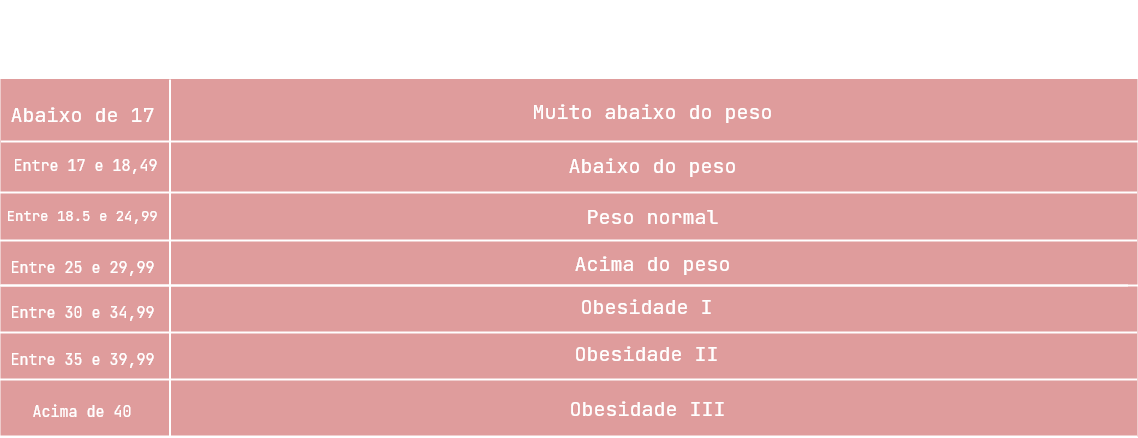 Abaixo de 17 Muito abaixo do peso
Entre 17 e 18,49 Abaixo do peso
Entre 18.5 e 24,99 Peso normal
Entre 25 e 29,99 Acima do peso
Entre 30 e 34,99 Obesidade I
Entre 35 e 39,99 Obesidade II
Acima de 40 Obesidade III